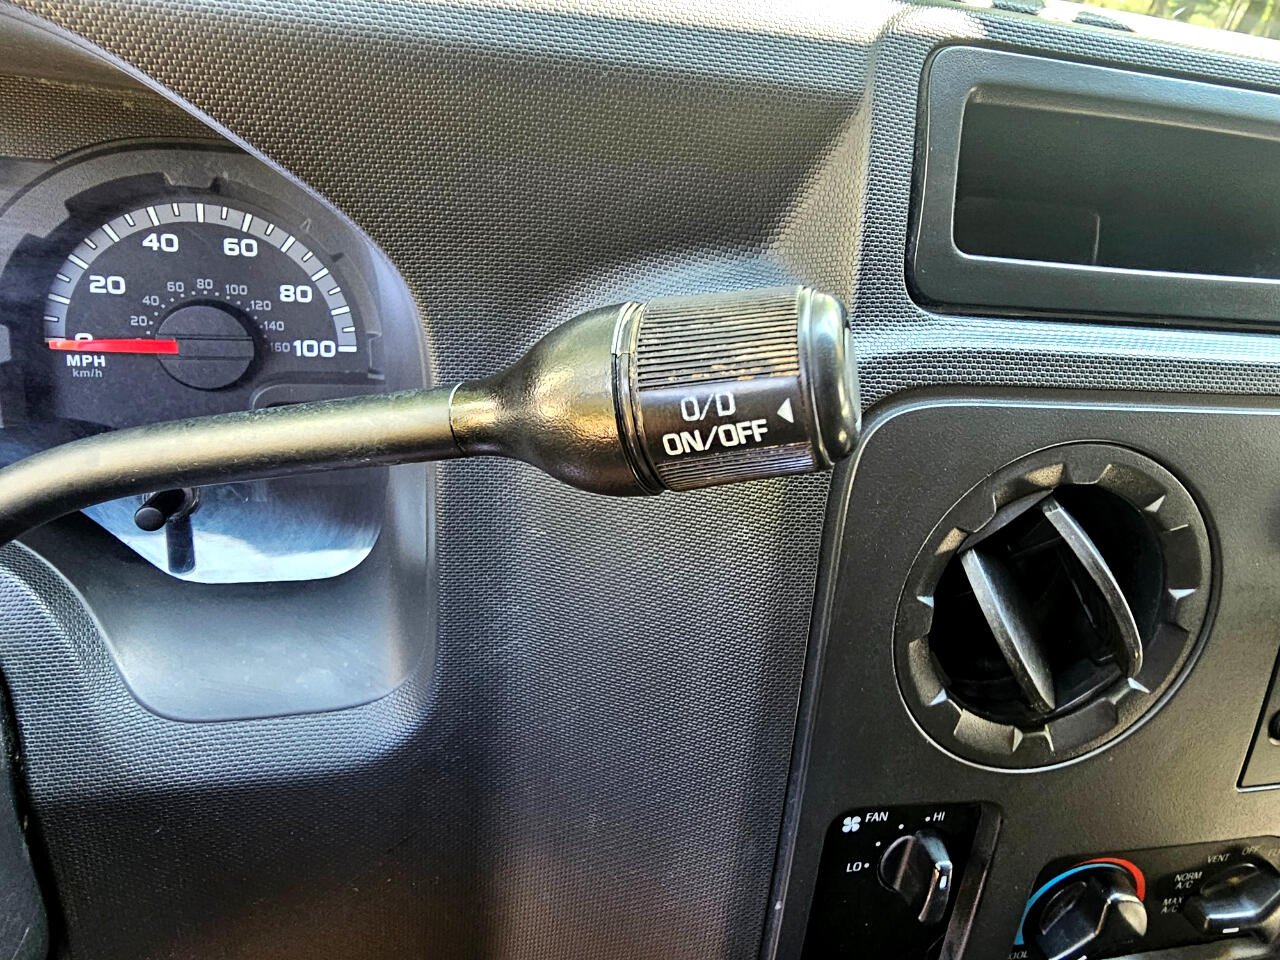 20
40
60
80
100
0
MPH
km/h
20
40
60
80
100
120
140
160
O/D
ON/OFF
FAN
HI
LO
VENT
OFF
NORM
A/C
MAX
A/C